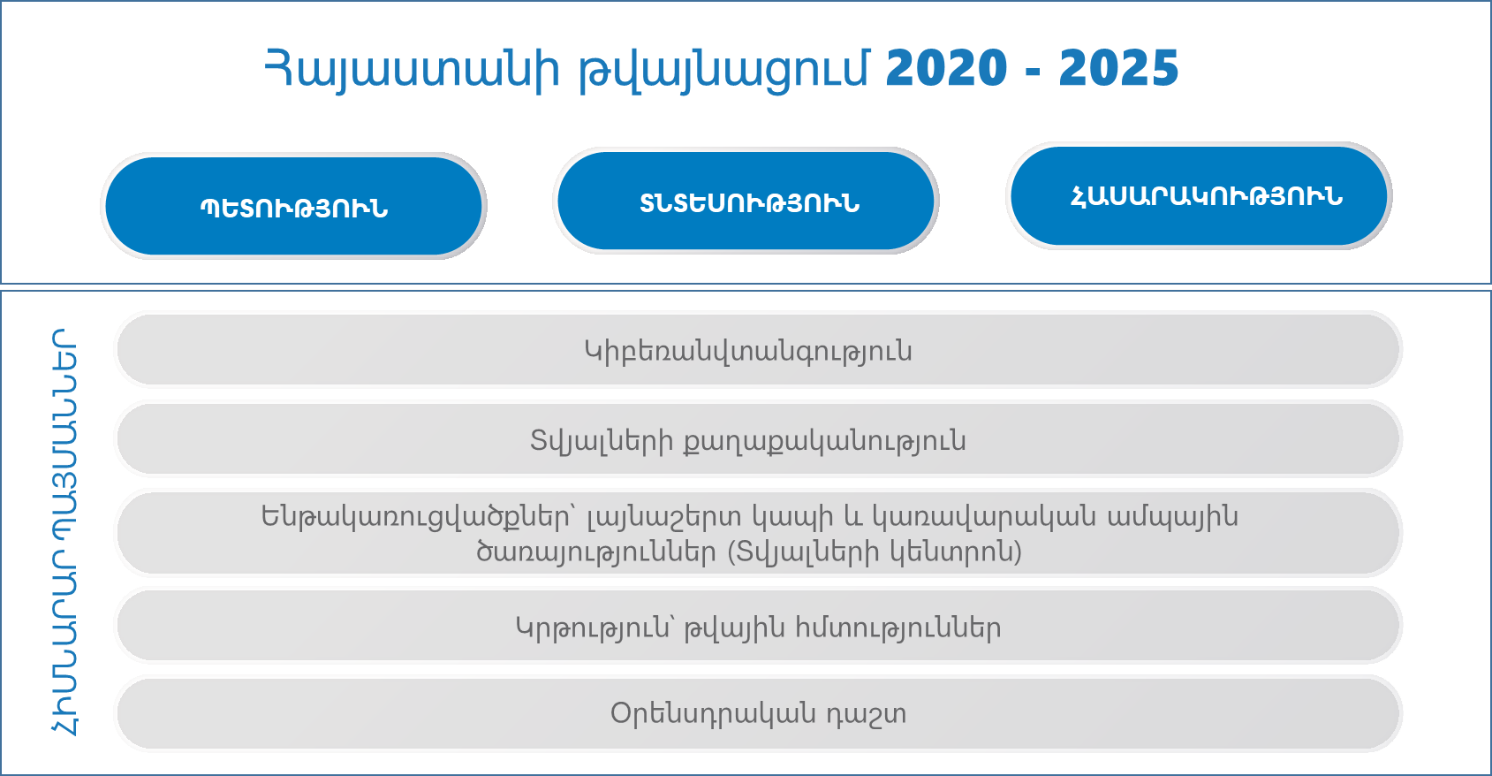 Հայաստանի թվայնացում 2020 - 2025
ՊԵՏՈՒԹՅՈՒՆ
ՏՆՏԵՍՈՒԹՅՈՒՆ
ՀԱՍԱՐԱԿՈՒԹՅՈՒՆ
ՀԻՄՆԱՐԱՐ ՊԱՅՄԱՆՆԵՐ
Կիբեռանվտանգություն
Տվյալների քաղաքականություն
Ենթակառուցվածքներ՝ լայնաշերտ կապի և կառավարական ամպային
ծառայություններ (Տվյալների կենտրոն)
Կրթություն՝ թվային հմտություններ
Օրենսդրական դաշտ